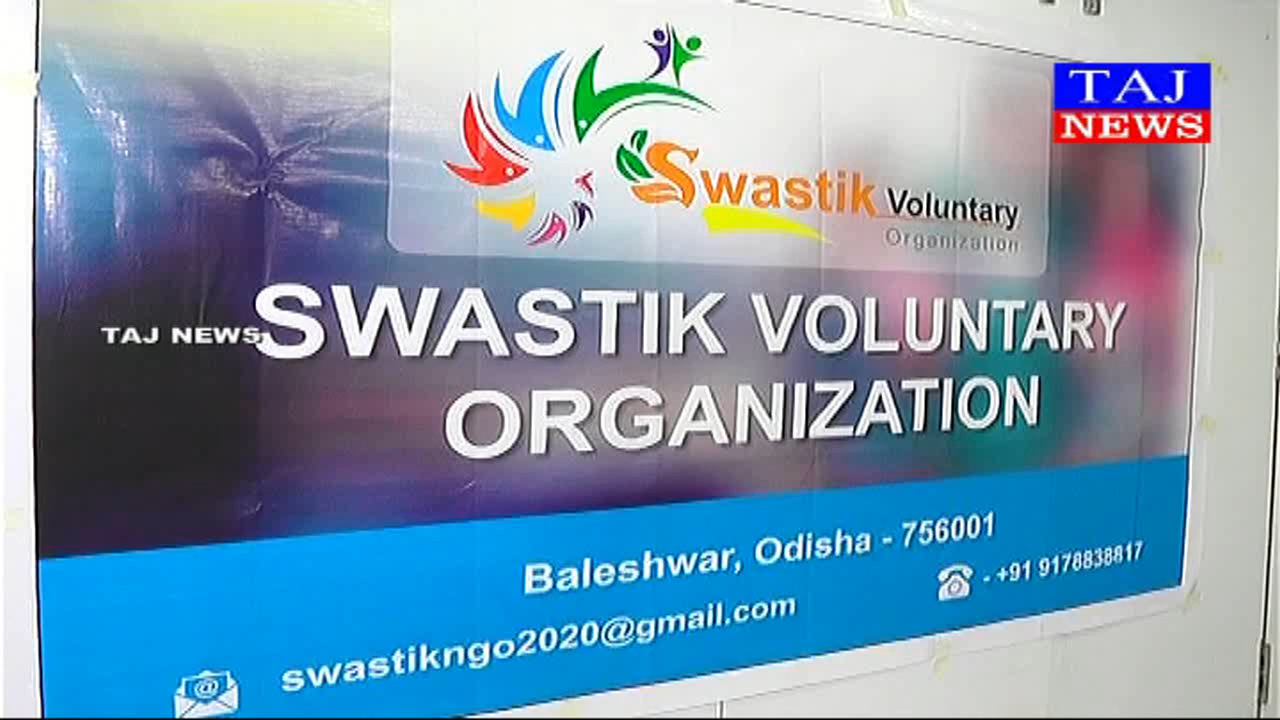 TAJ
NEWS
Swastik Voluntary
Organization
TAJ NEWS
SWASTIK VOLUNTARY
ORGANIZATION
Baleshwar, Odisha - 756001
- +91 9178838817
swastikngo2020@gmail.com